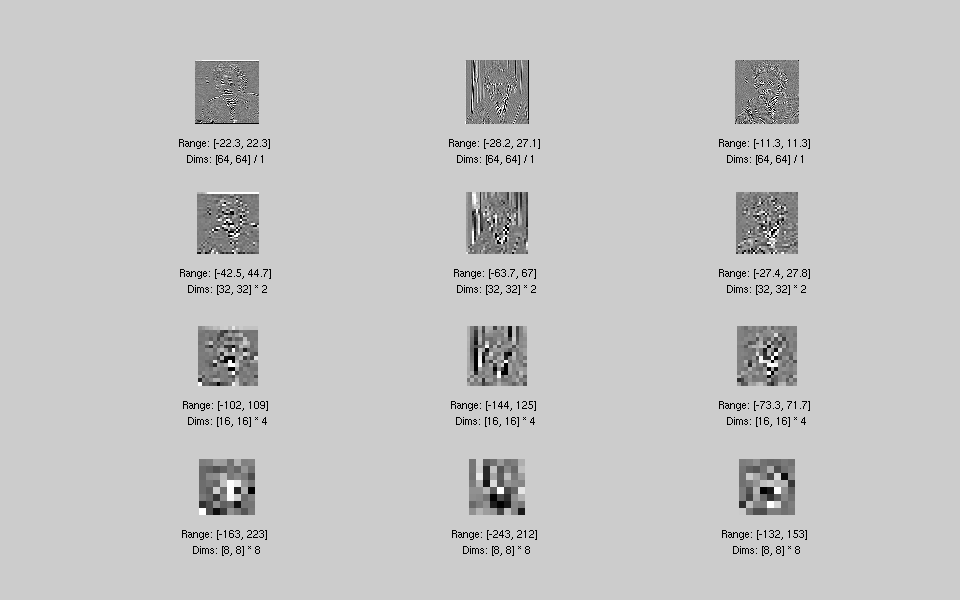 Range: [-22.3, 22.3]
Dims: [64, 64] / 1
Range: [-28.2, 27.1]
Dims: [64, 64] / 1
Range: [-11.3, 11.3]
Dims: [64, 64] / 1
Range: [-42.5, 44.7]
Dims: [32, 32] * 2
Range: [-63.7, 67]
Dims: [32, 32] * 2
Range: [-27.4, 27.8]
Dims: [32, 32] * 2
Range: [-102, 109]
Dims: [16, 16] * 4
Range: [-144, 125]
Dims: [16, 16] * 4
Range: [-73.3, 71.7]
Dims: [16, 16] * 4
Range: [-163, 223]
Dims: [8, 8] * 8
Range: [-243, 212]
Dims: [8, 8] * 8
Range: [-132, 153]
Dims: [8, 8] * 8